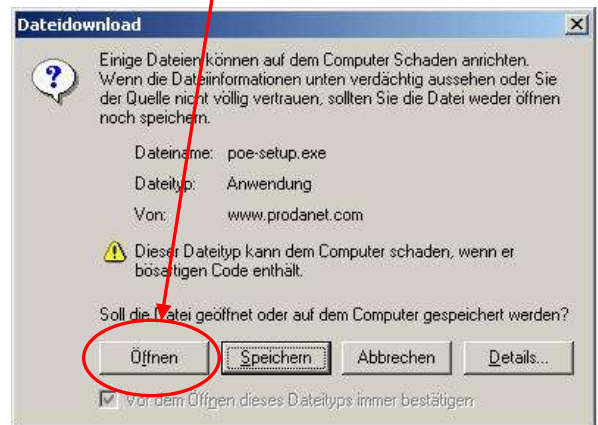 Dateidownload
Einige Dateien können auf dem Computer Schaden anrichten.
Wenn die Dateiinformationen unten verdächtig aussehen oder Sie
der Quelle nicht völlig vertrauen, sollten Sie die Datei weder öffnen
noch speichern.
Dateiname: poe-setup.exe
Dateityp: Anwendung
Von: www.prodanet.com
Dieser Dateityp kann dem Computer schaden, wenn er
bösartigen Code enthält.
Soll die Datei geöffnet oder auf dem Computer gespeichert werden?
Öffnen Speichern Abbrechen Details...
Vor dem Öffnen dieses Dateityps immer bestätigen